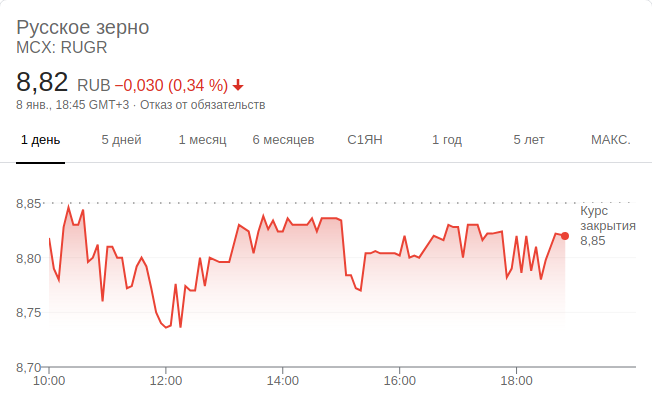 Русское зерно
MCX: RUGR
8,82 RUB −0,030 (0,34 %)
8 янв., 18:45 GMT+3 · Отказ от обязательств
1 день 5 дней 1 месяц 6 месяцев С1ЯН 1 год 5 лет МАКС.
8,85
Курс
закрытия
8,85
8,80
8,75
8,70
10:00 12:00 14:00 16:00 18:00